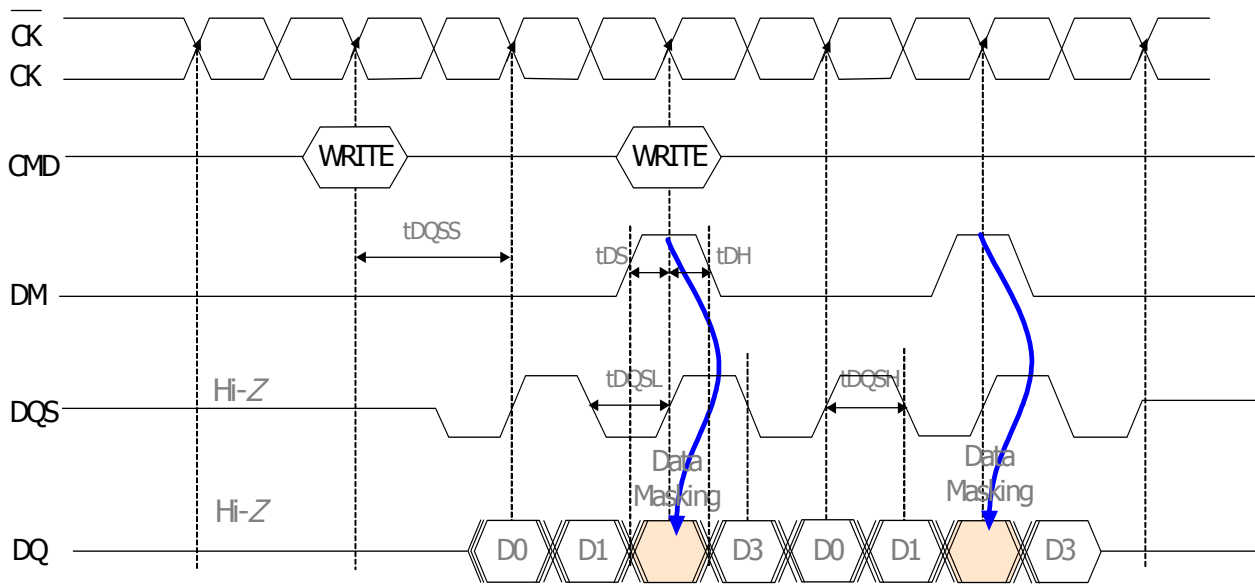 CK
CK
CMD
WRITE
WRITE
tDQSS
tDS
tDH
DM
Hi-Z
tDQSL
tDQSH
DQS
Data
Masking
Data
Masking
Hi-Z
DQ
D0
D1
D3
D0
D1
D3